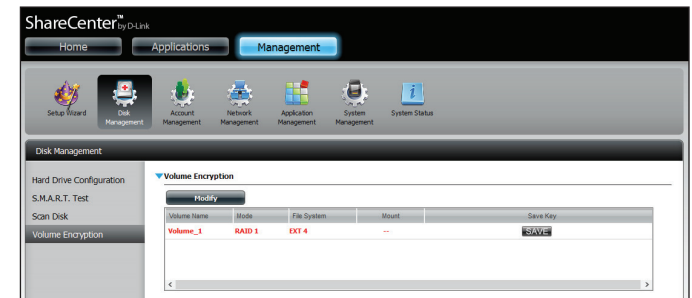 ShareCenter™ by D-Link
Home Applications Management
Setup Wizard Disk Management Account Management Network Management Application Management System Management System Status
Disk Management
Hard Drive Configuration
S.M.A.R.T. Test
Scan Disk
Volume Encryption
Volume Encryption
Modify
Volume Name Mode File System Mount Save Key
Volume_1 RAID 1 EXT 4 -- SAVE